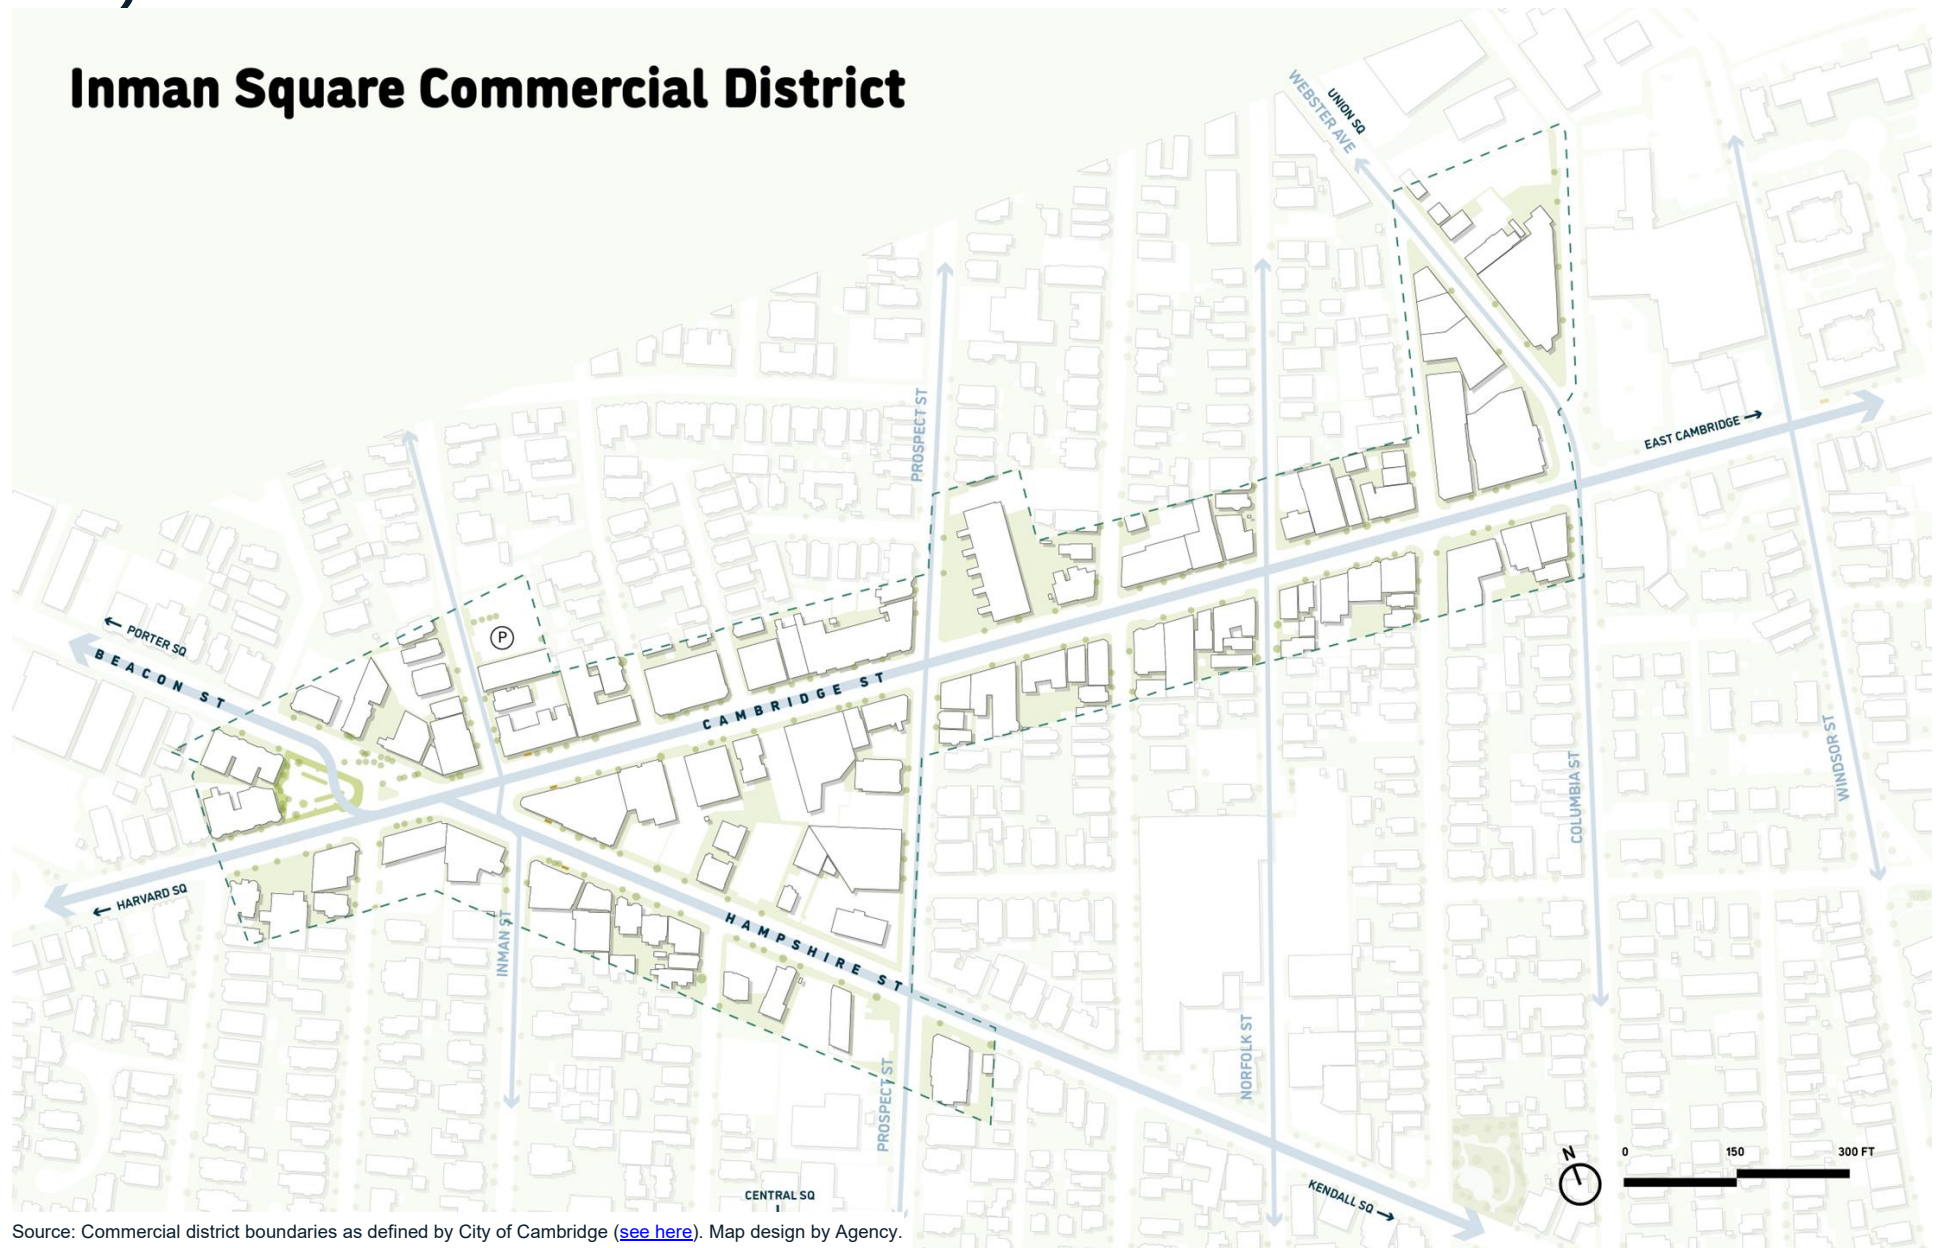 Inman Square Commercial District
WEBSTER AVE
UNION SQ
PROSPECT ST
EAST CAMBRIDGE →
← PORTER SQ
BEACON ST
P
CAMBRIDGE ST
← HARVARD SQ
INMAN ST
HAMPSHIRE ST
COLUMBIA ST
WINDSOR ST
NORFOLK ST
PROSPECT ST
CENTRAL SQ
KENDALL SQ →
N
0 150 300 FT
Source: Commercial district boundaries as defined by City of Cambridge (see here). Map design by Agency.